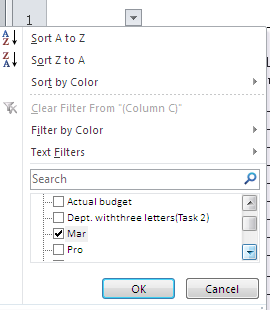 1
A
Z
Sort A to Z
Z
A
Sort Z to A
Sort by Color
Clear Filter From "(Column C)"
Filter by Color
Text Filters
Search
Actual budget
Dept. withthree letters(Task 2)
Mar
Pro
OK
Cancel